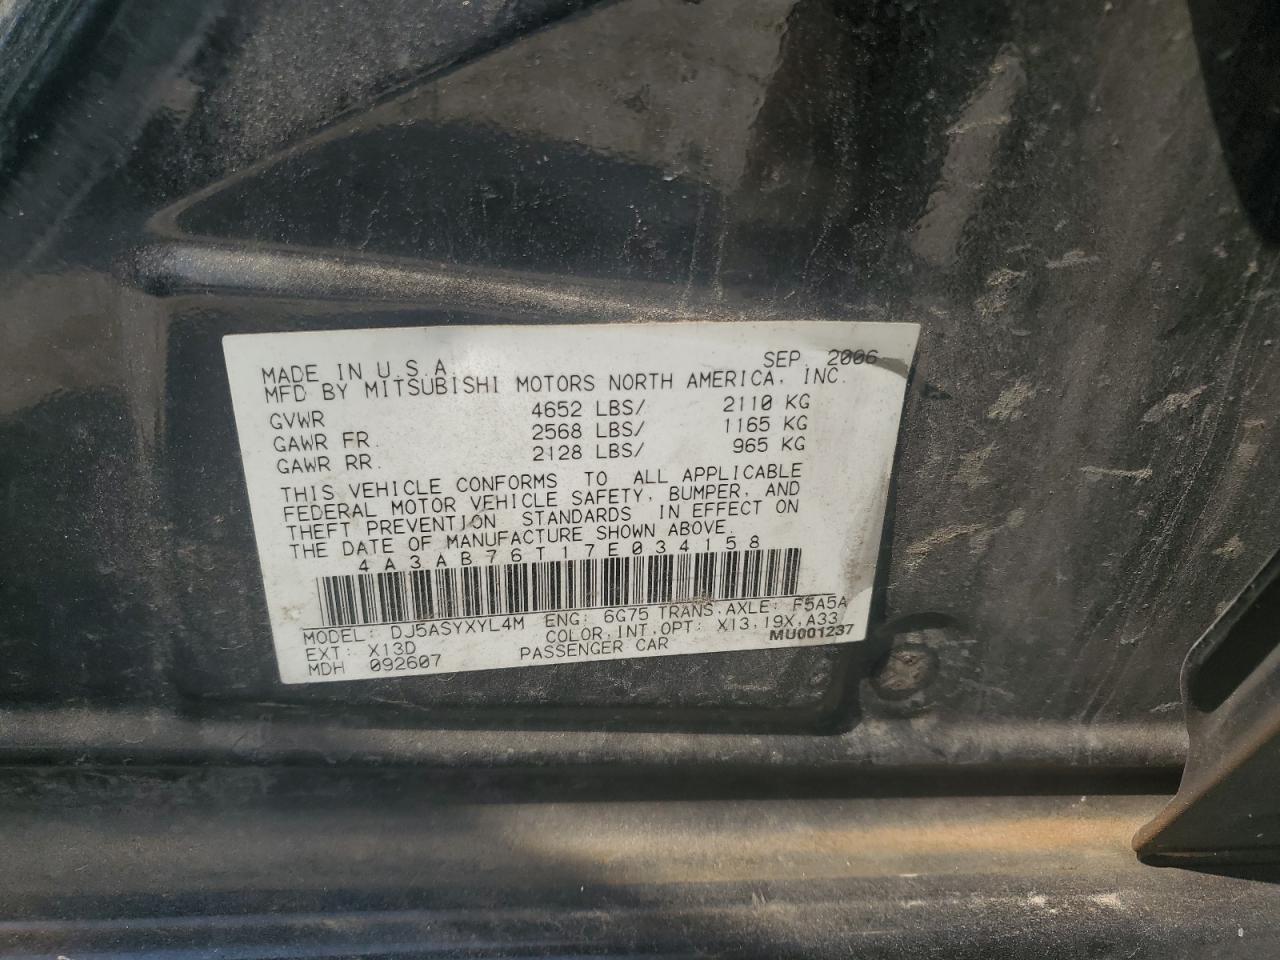 SEP. 2006
MADE IN U.S.A.
MFD BY MITSUBISHI MOTORS NORTH AMERICA, INC.
GVWR 4652 LBS/ 2110 KG
GAWR FR. 2568 LBS/ 1165 KG
GAWR RR. 2128 LBS/ 965 KG
THIS VEHICLE CONFORMS TO ALL APPLICABLE
FEDERAL MOTOR VEHICLE SAFETY, BUMPER, AND
THEFT PREVENTION STANDARDS IN EFFECT ON
THE DATE OF MANUFACTURE SHOWN ABOVE.
4A3AB76T17E034158
MODEL: DJ5ASYXYL4M ENG: 6G75 TRANS,AXLE: F5A5A
EXT: X13D COLOR,INT,OPT: X13,19X,A33
MDH 092607 PASSENGER CAR MU001237